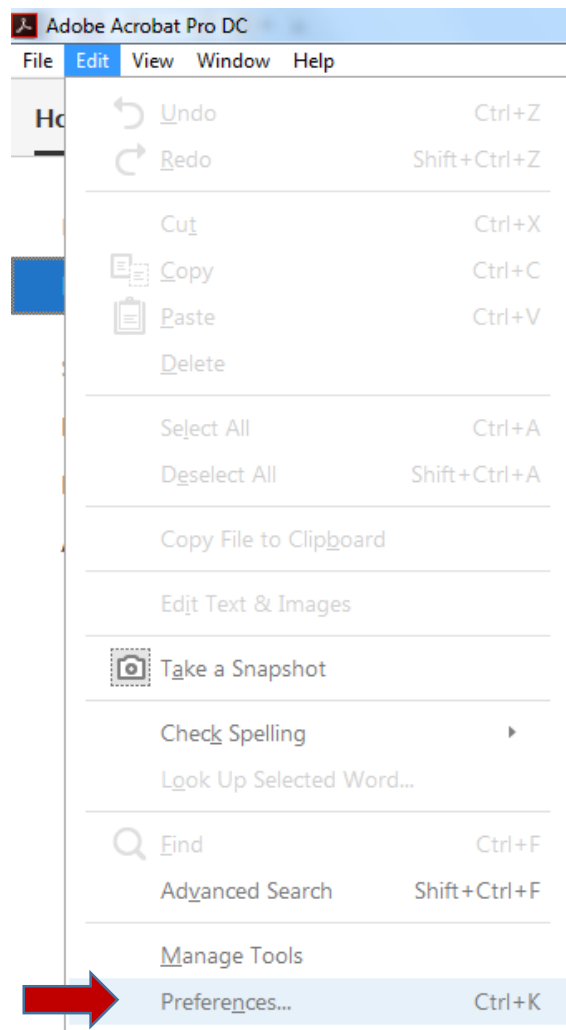 Adobe Acrobat Pro DC
File Edit View Window Help
Undo Ctrl+Z
Redo Shift+Ctrl+Z
Cut Ctrl+X
Copy Ctrl+C
Paste Ctrl+V
Delete
Select All Ctrl+A
Deselect All Shift+Ctrl+A
Copy File to Clipboard
Edit Text & Images
Take a Snapshot
Check Spelling
Look Up Selected Word...
Find Ctrl+F
Advanced Search Shift+Ctrl+F
Manage Tools
Preferences... Ctrl+K